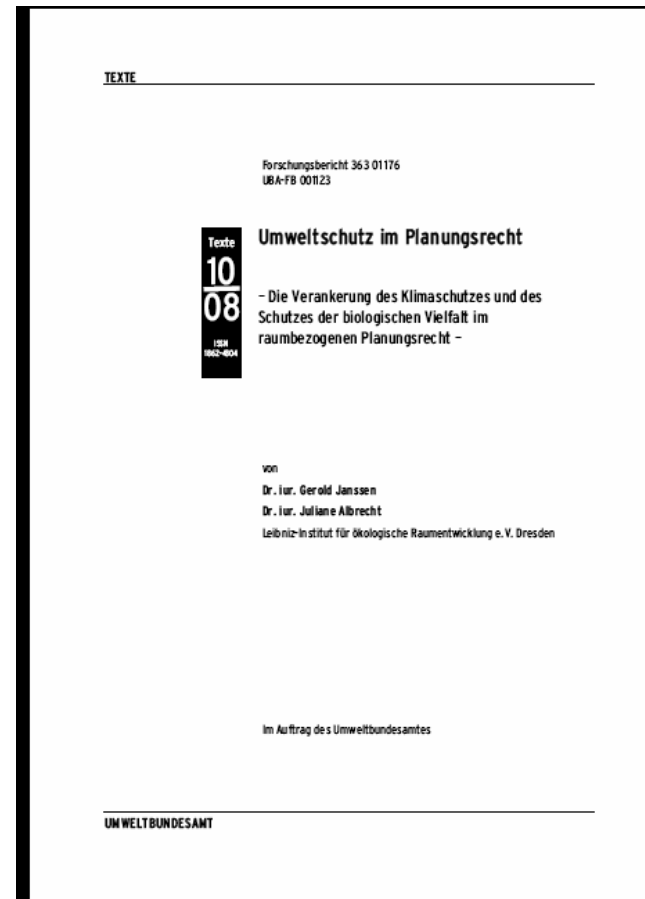 TEXTE
Forschungsbericht 363 01176
UBA-FB 001123
Texte
10
08
ISSN
1862-4804
Umweltschutz im Planungsrecht
– Die Verankerung des Klimaschutzes und des
Schutzes der biologischen Vielfalt im
raumbezogenen Planungsrecht –
von
Dr. iur. Gerold Janssen
Dr. iur. Juliane Albrecht
Leibniz-Institut für ökologische Raumentwicklung e. V. Dresden
Im Auftrag des Umweltbundesamtes
UMWELTBUNDESAMT